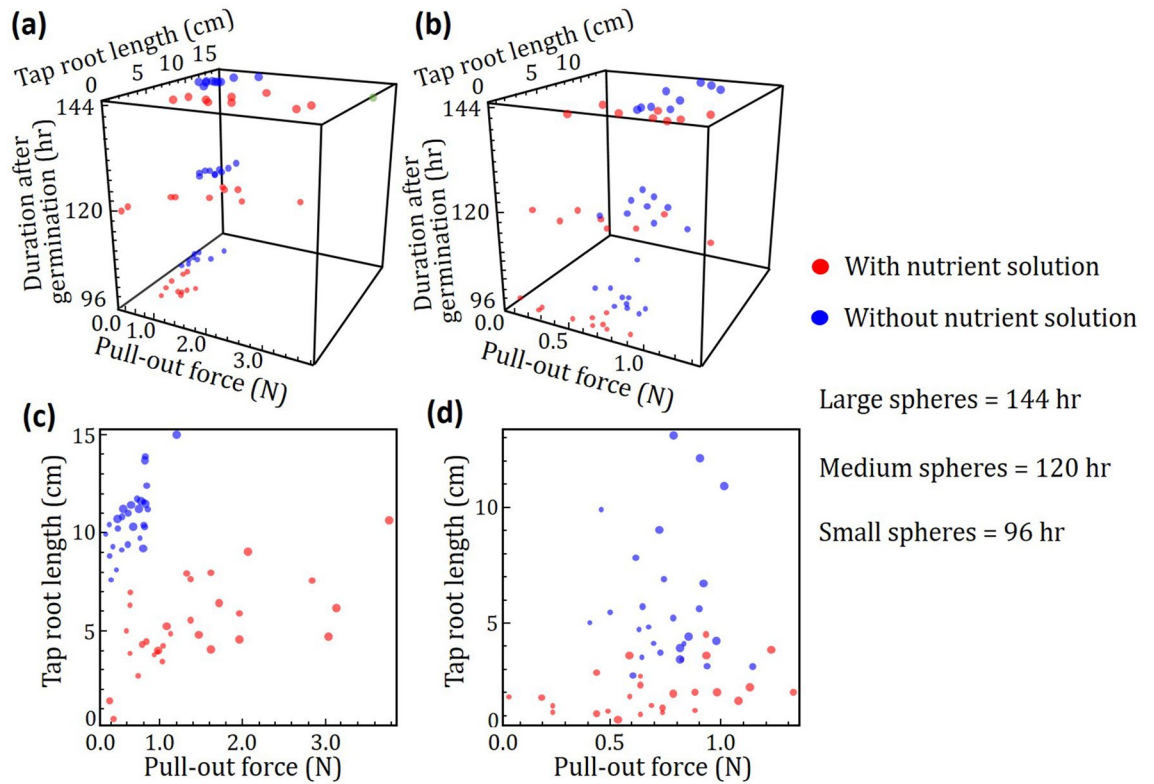 (a)
Tap root length (cm)
0
5
10
15
144
120
96
Duration after
germination (hr)
0.0
1.0
2.0
3.0
Pull-out force (N)
(b)
Tap root length (cm)
0
5
10
144
120
96
Duration after
germination (hr)
0.0
0.5
1.0
Pull-out force (N)
With nutrient solution
Without nutrient solution
Large spheres = 144 hr
Medium spheres = 120 hr
Small spheres = 96 hr
(c)
15
10
5
0
Tap root length (cm)
0.0
1.0
2.0
3.0
Pull-out force (N)
(d)
10
5
0
Tap root length (cm)
0.0
0.5
1.0
Pull-out force (N)